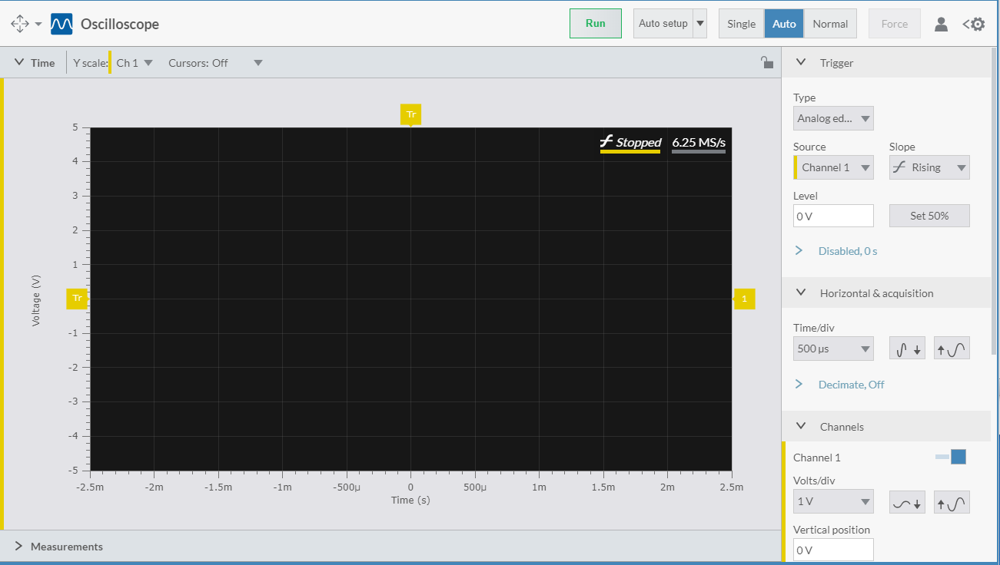 Oscilloscope
Run
Auto setup
Single
Auto
Normal
Force
Time
Y scale:
Ch 1
Cursors: Off
Tr
Stopped
6.25 MS/s
5
4
3
2
1
Tr
1
-1
-2
-3
-4
-5
Voltage (V)
-2.5m
-2m
-1.5m
-1m
-500µ
0
500µ
1m
1.5m
2m
2.5m
Time (s)
Measurements
Trigger
Type
Analog ed...
Source
Slope
Channel 1
Rising
Level
0 V
Set 50%
Disabled, 0 s
Horizontal & acquisition
Time/div
500 µs
Decimate, Off
Channels
Channel 1
Volts/div
1 V
Vertical position
0 V